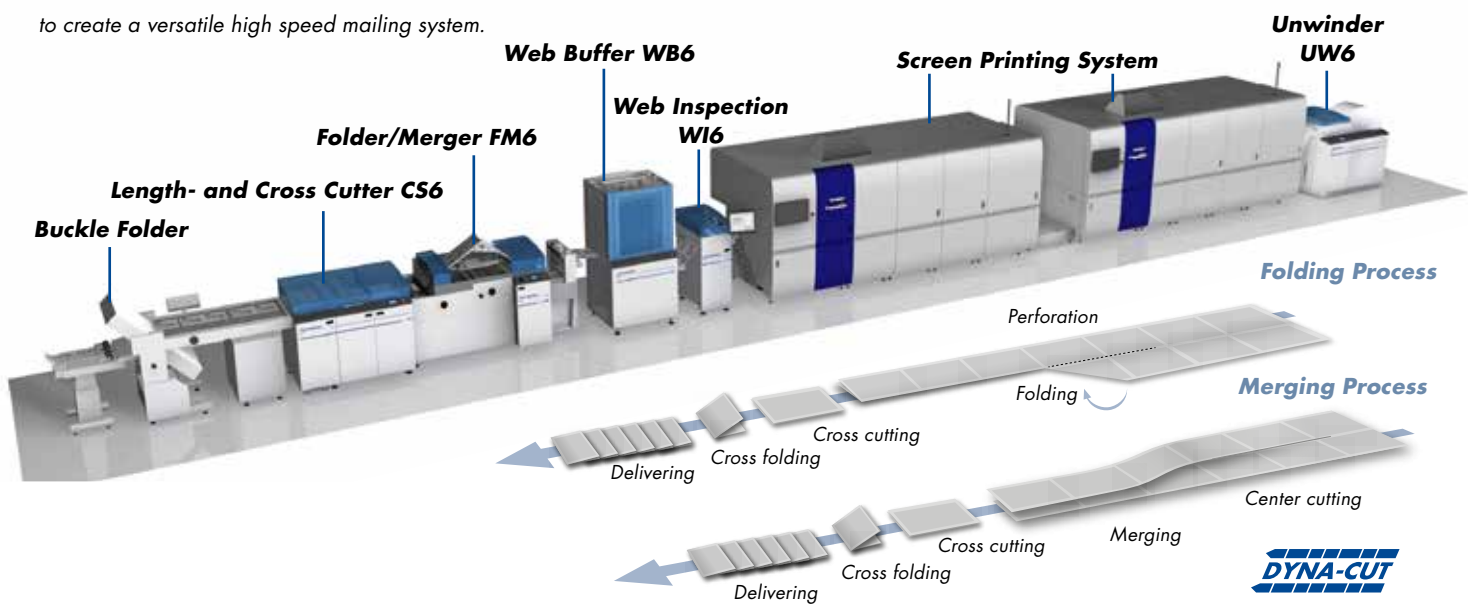 to create a versatile high speed mailing system.
Unwinder
UW6
Web Buffer WB6
Screen Printing System
Web Inspection
WI6
Folder/Merger FM6
Length- and Cross Cutter CS6
Buckle Folder
Folding Process
Perforation
Folding
Cross cutting
Cross folding
Delivering
Merging Process
Center cutting
Merging
Cross cutting
Cross folding
Delivering
DYNA-CUT